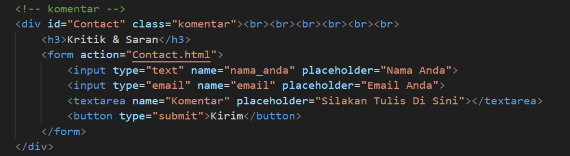 <!-- komentar -->
<div id="Contact" class="komentar"><br><br><br><br><br><br><br>
<h3>Kritik & Saran</h3>
<form action="Contact.html">
<input type="text" name="nama_anda" placeholder="Nama Anda">
<input type="email" name="email" placeholder="Email Anda">
<textarea name="Komentar" placeholder="Silakan Tulis Di Sini"></textarea>
<button type="submit">Kirim</button>
</form>
</div>